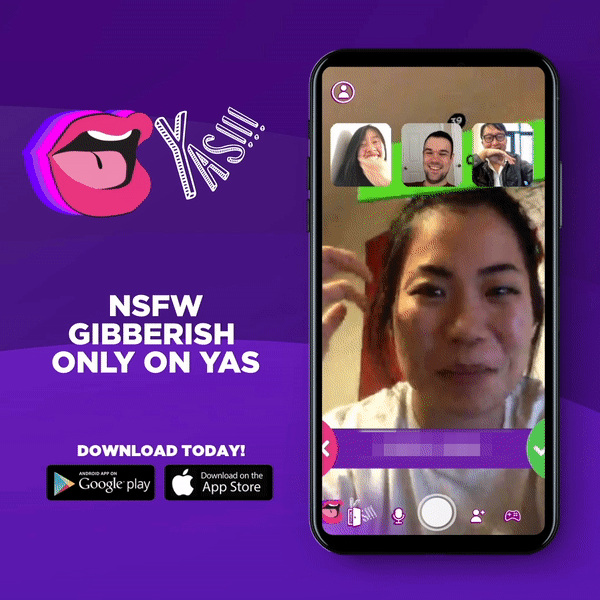 YAS!!!
NSFW
GIBBERISH
ONLY ON YAS
DOWNLOAD TODAY!
ANDROID APP ON
Google play
Download on the
App Store